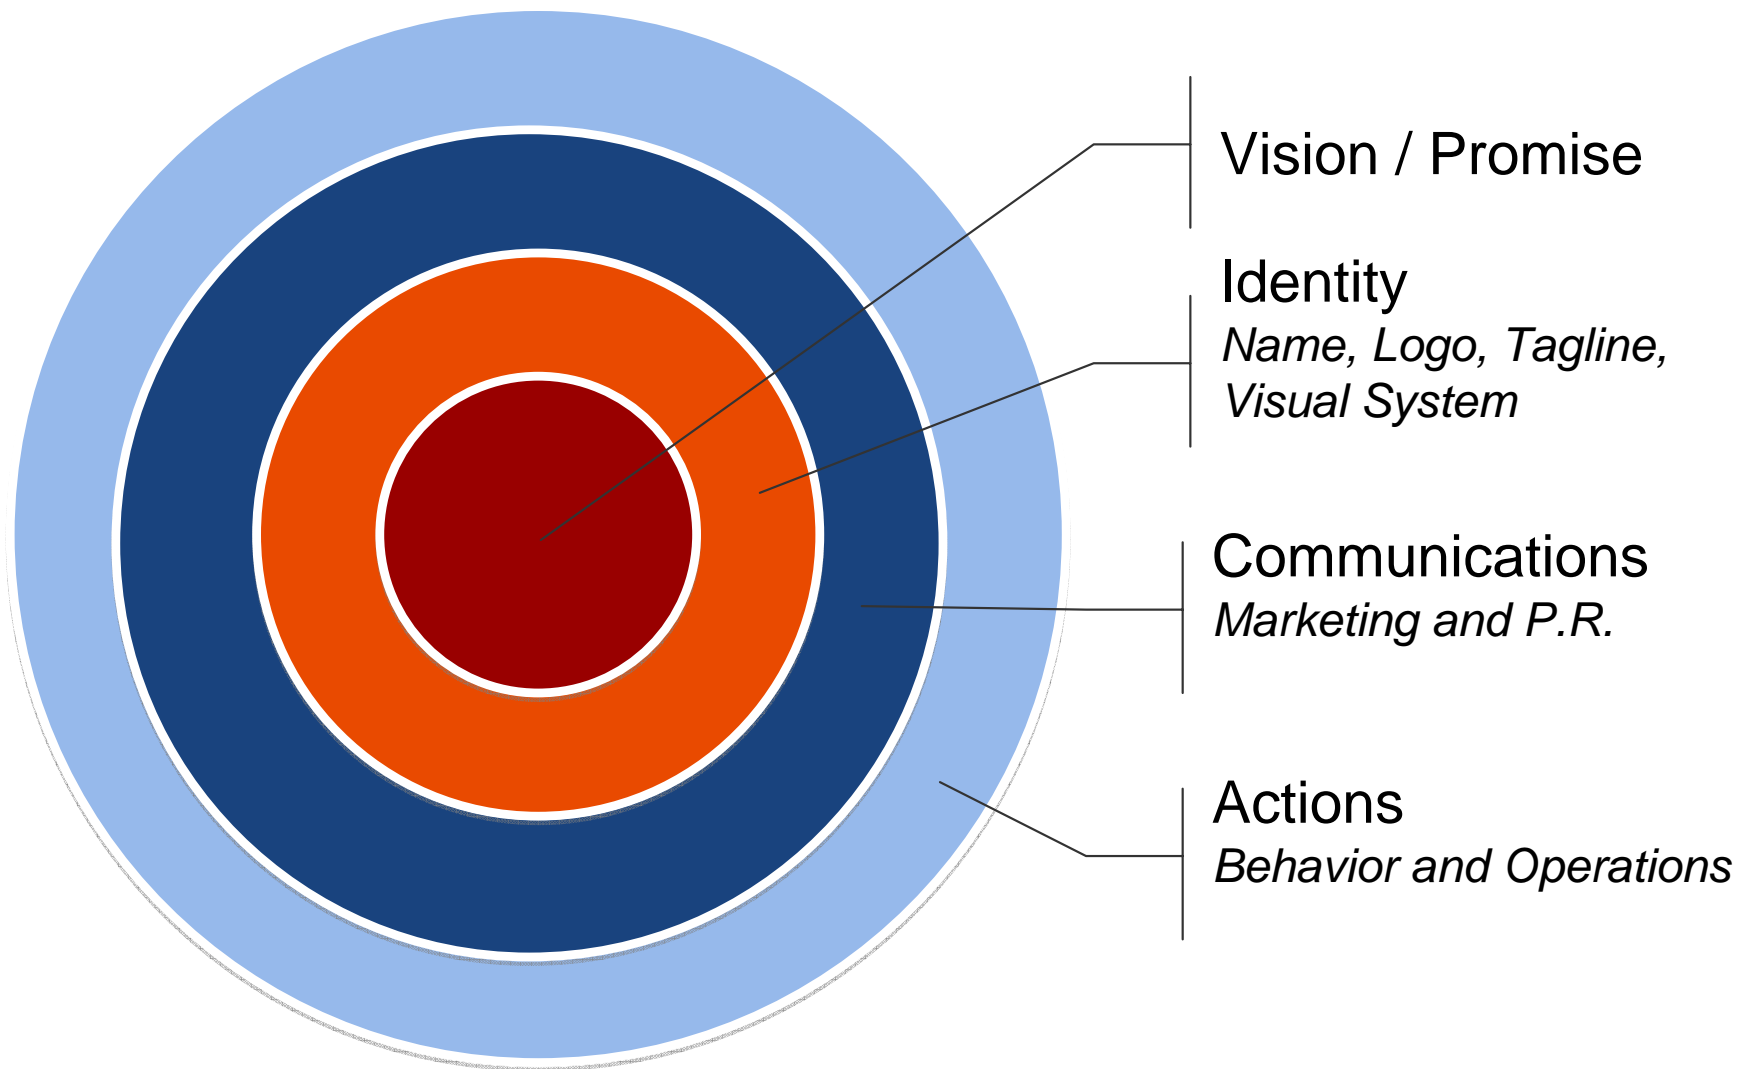 Vision / Promise
Identity
Name, Logo, Tagline,
Visual System
Communications
Marketing and P.R.
Actions
Behavior and Operations